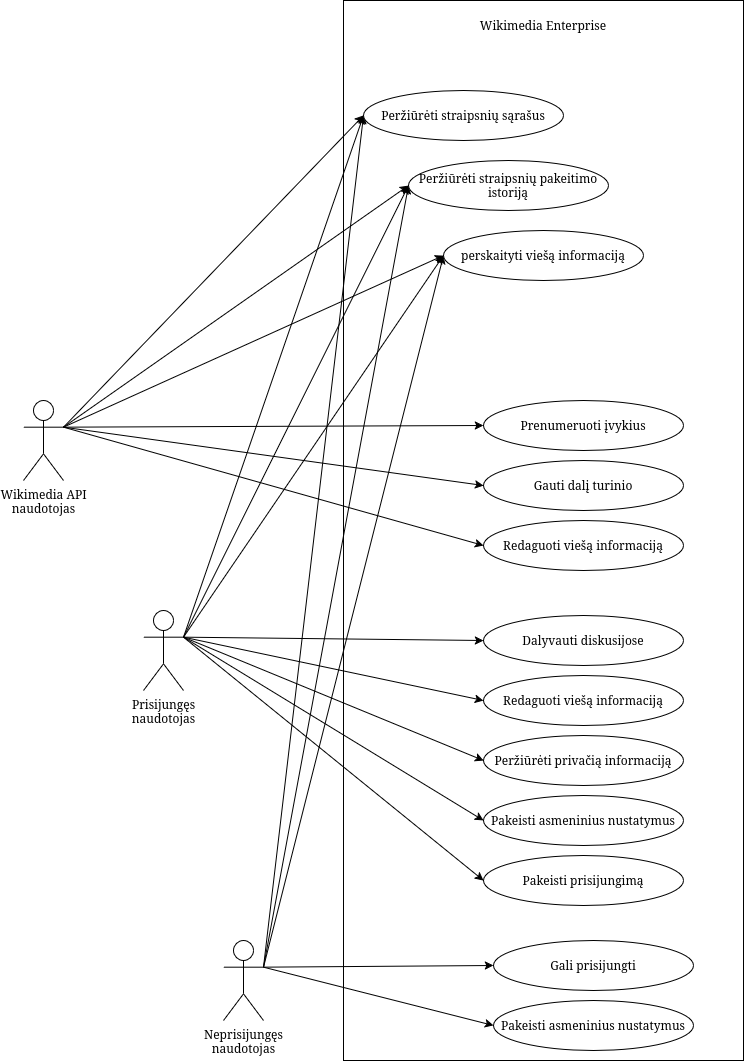 Wikimedia Enterprise
Peržiūrėti straipsnių sąrašus
Peržiūrėti straipsnių pakeitimo
istoriją
perskaityti viešą informaciją
Prenumeruoti įvykius
Gauti dalį turinio
Redaguoti viešą informaciją
Wikimedia API
naudotojas
Dalyvauti diskusijose
Redaguoti viešą informaciją
Peržiūrėti privačią informaciją
Pakeisti asmeninius nustatymus
Pakeisti prisijungimą
Prisijungęs
naudotojas
Gali prisijungti
Pakeisti asmeninius nustatymus
Neprisijungęs
naudotojas